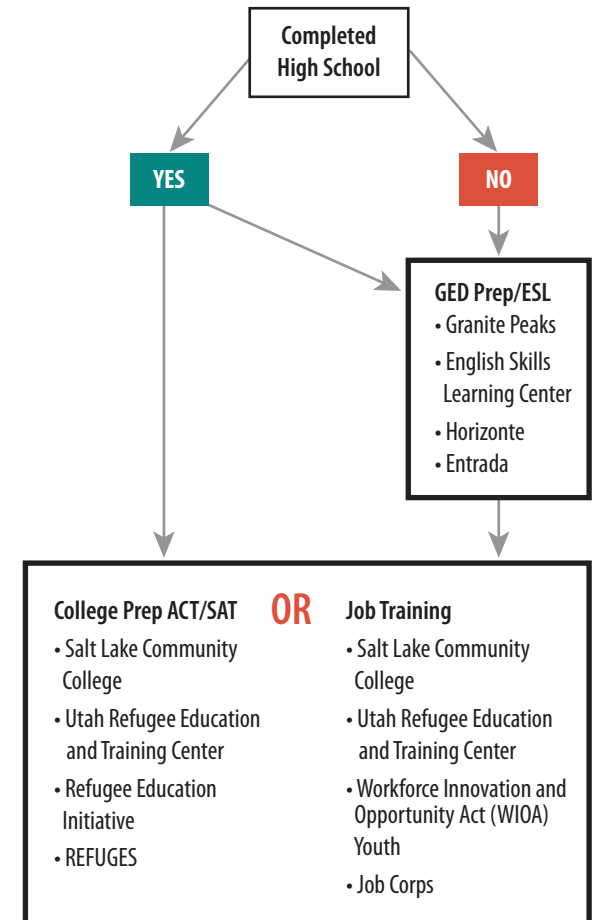 Completed
High School
YES
NO
GED Prep/ESL
• Granite Peaks
• English Skills
Learning Center
• Horizonte
• Entrada
College Prep ACT/SAT
• Salt Lake Community
College
• Utah Refugee Education
and Training Center
• Refugee Education
Initiative
• REFUGES
OR
Job Training
• Salt Lake Community
College
• Utah Refugee Education
and Training Center
• Workforce Innovation and
Opportunity Act (WIOA)
Youth
• Job Corps